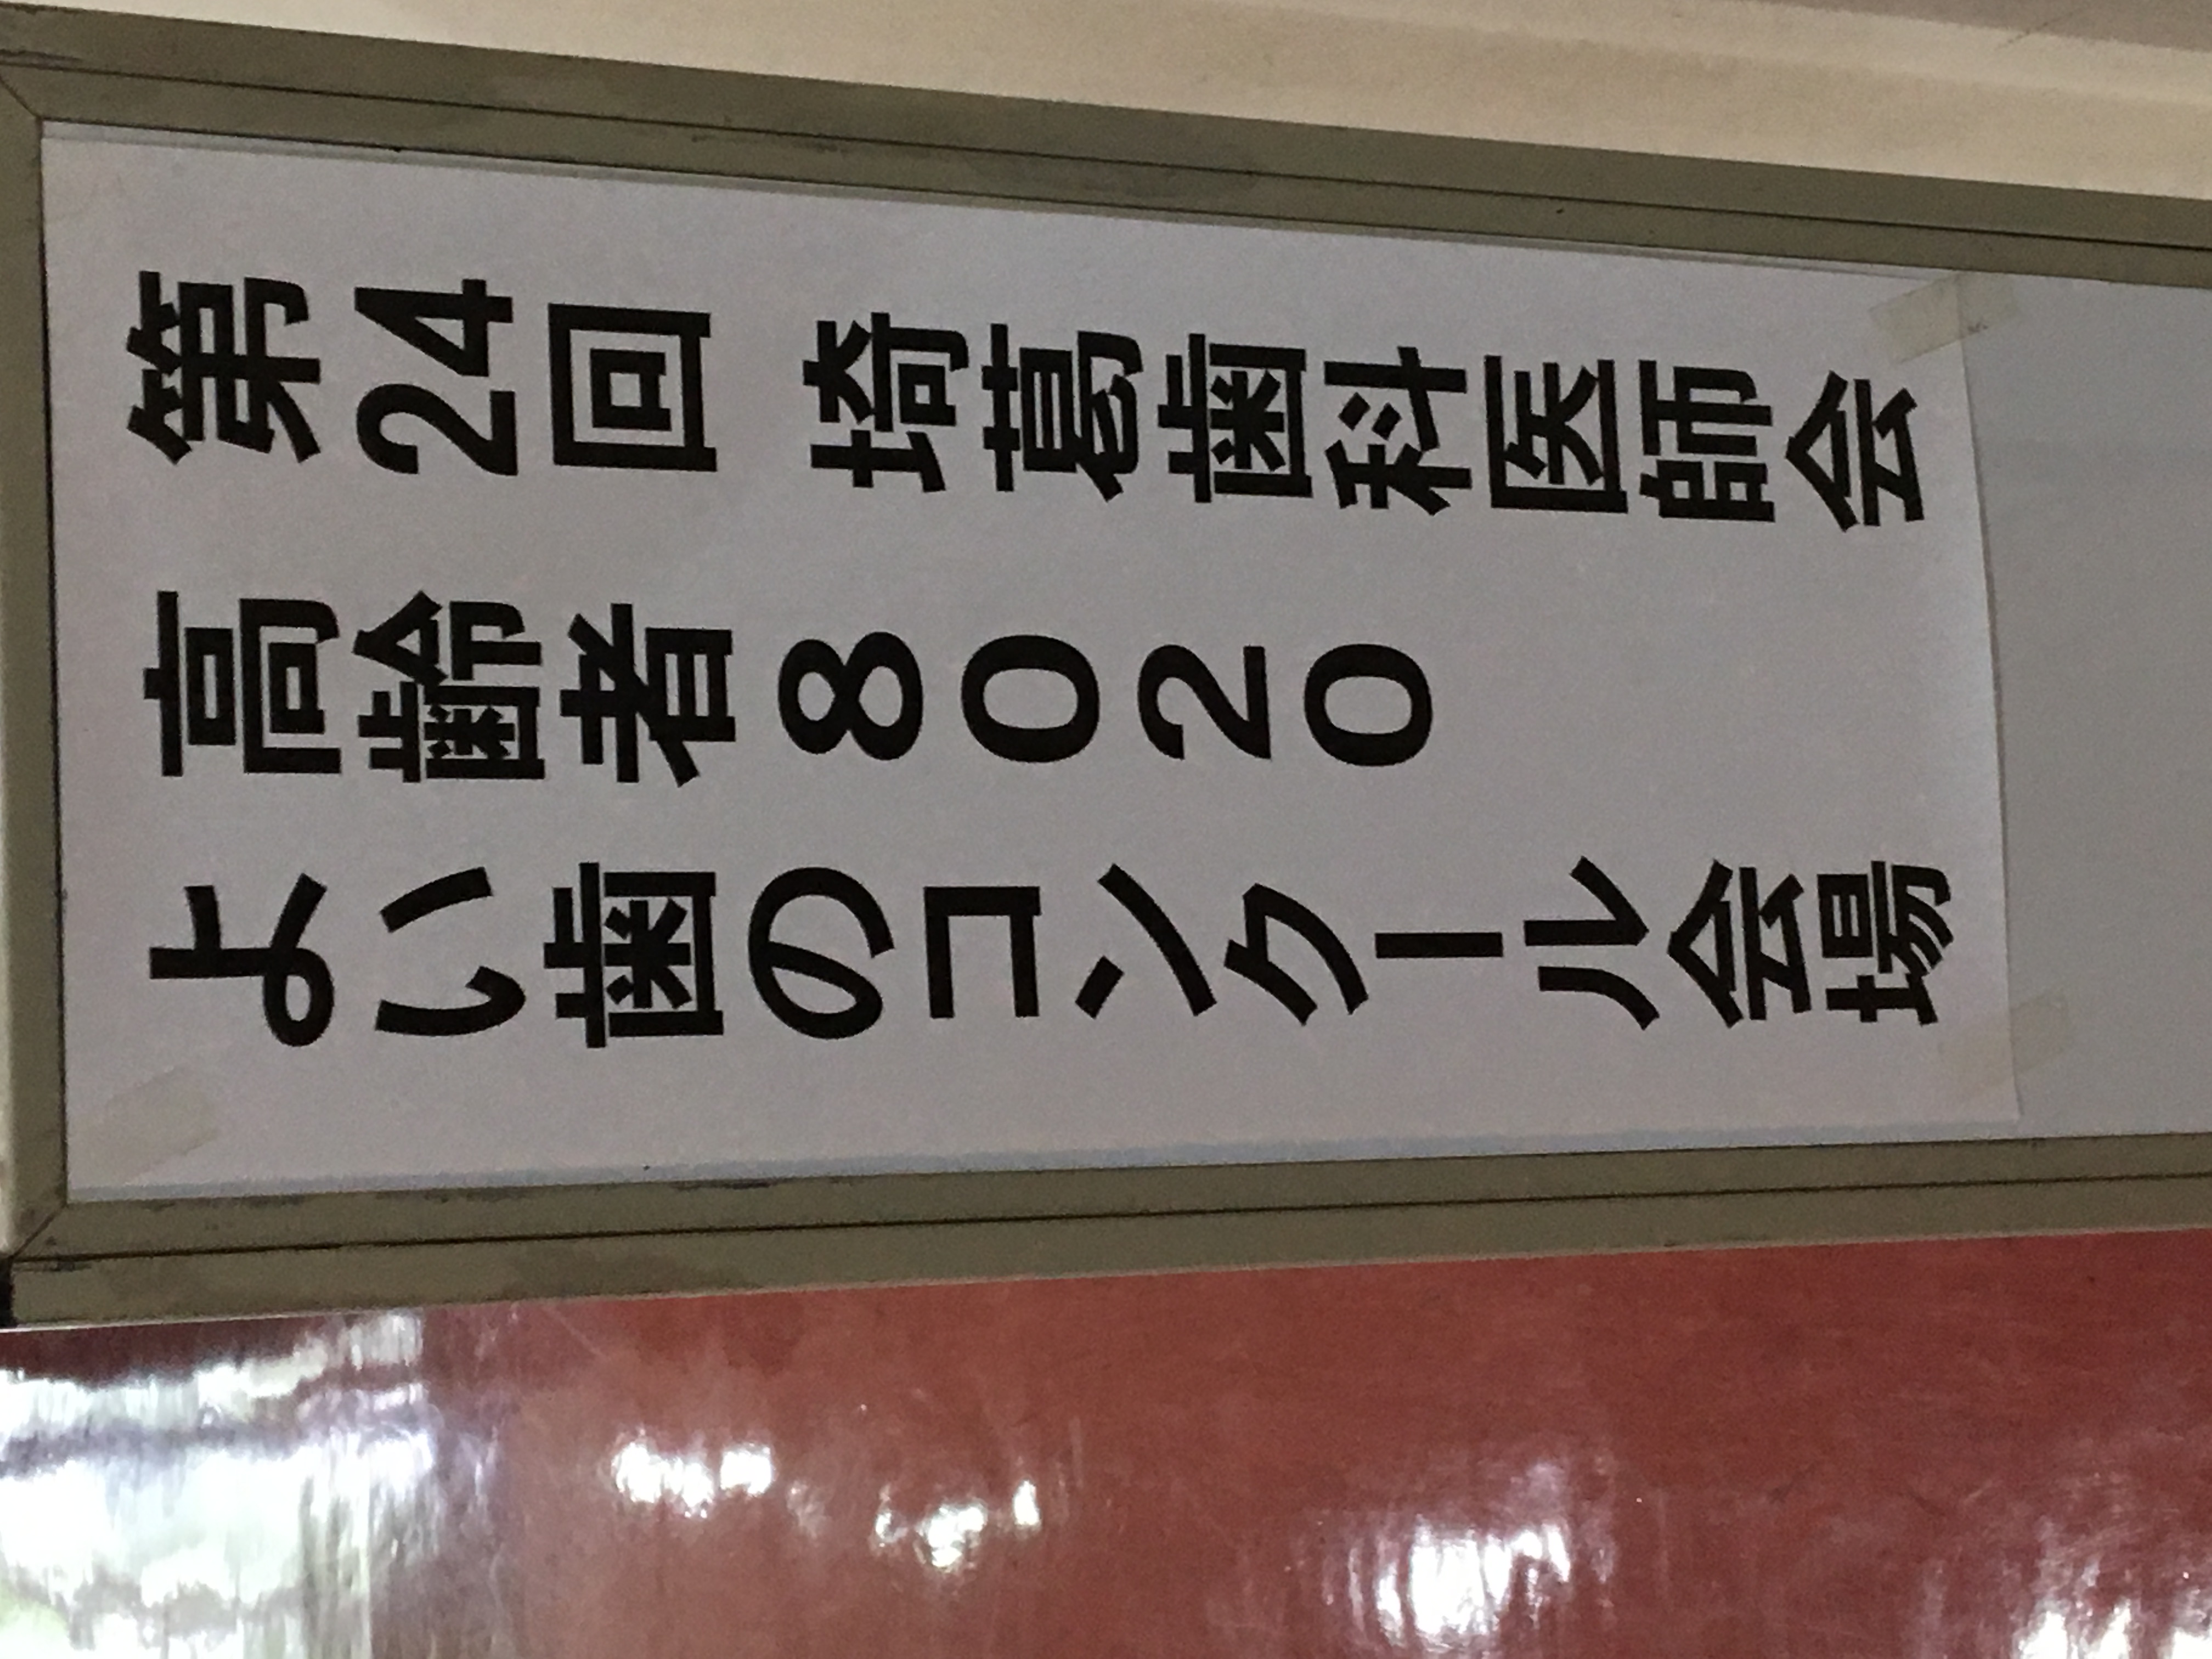 第24回 埼葛歯科医師会
高齢者8020
よい歯のコンクール会場